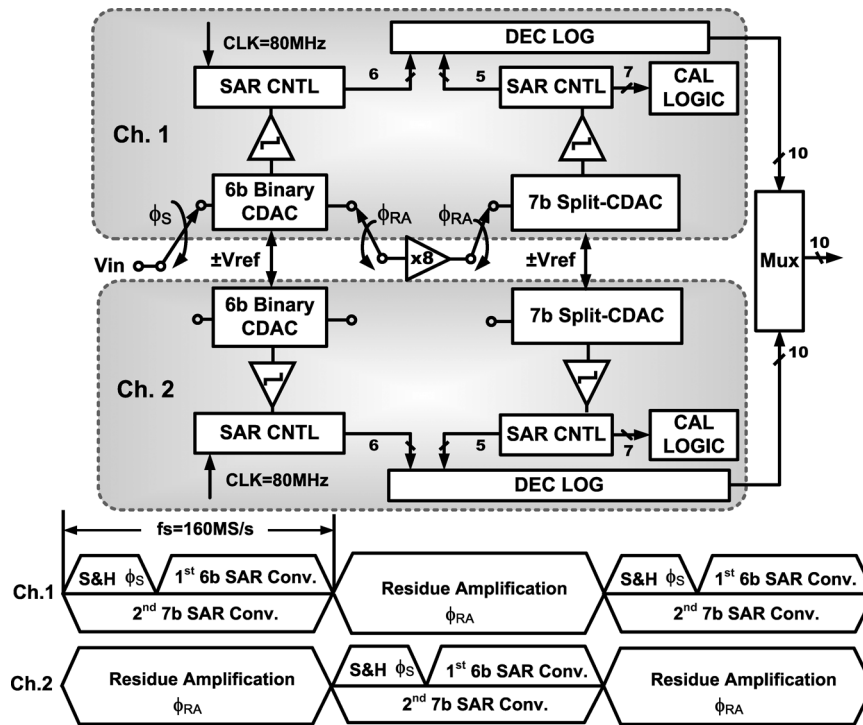 DEC LOG
CLK=80MHz
SAR CNTL
6
5
SAR CNTL
7
CAL
LOGIC
Ch. 1
10
ϕS
6b Binary
CDAC
ϕRA
ϕRA
7b Split-CDAC
Vin
±Vref
x8
±Vref
Mux
10
6b Binary
CDAC
7b Split-CDAC
10
Ch. 2
SAR CNTL
6
5
SAR CNTL
7
CAL
LOGIC
CLK=80MHz
DEC LOG
fs=160MS/s
Ch.1
S&H ϕS
1st 6b SAR Conv.
2nd 7b SAR Conv.
Residue Amplification
ϕRA
S&H ϕS
1st 6b SAR Conv.
2nd 7b SAR Conv.
Ch.2
Residue Amplification
ϕRA
S&H ϕS
1st 6b SAR Conv.
2nd 7b SAR Conv.
Residue Amplification
ϕRA